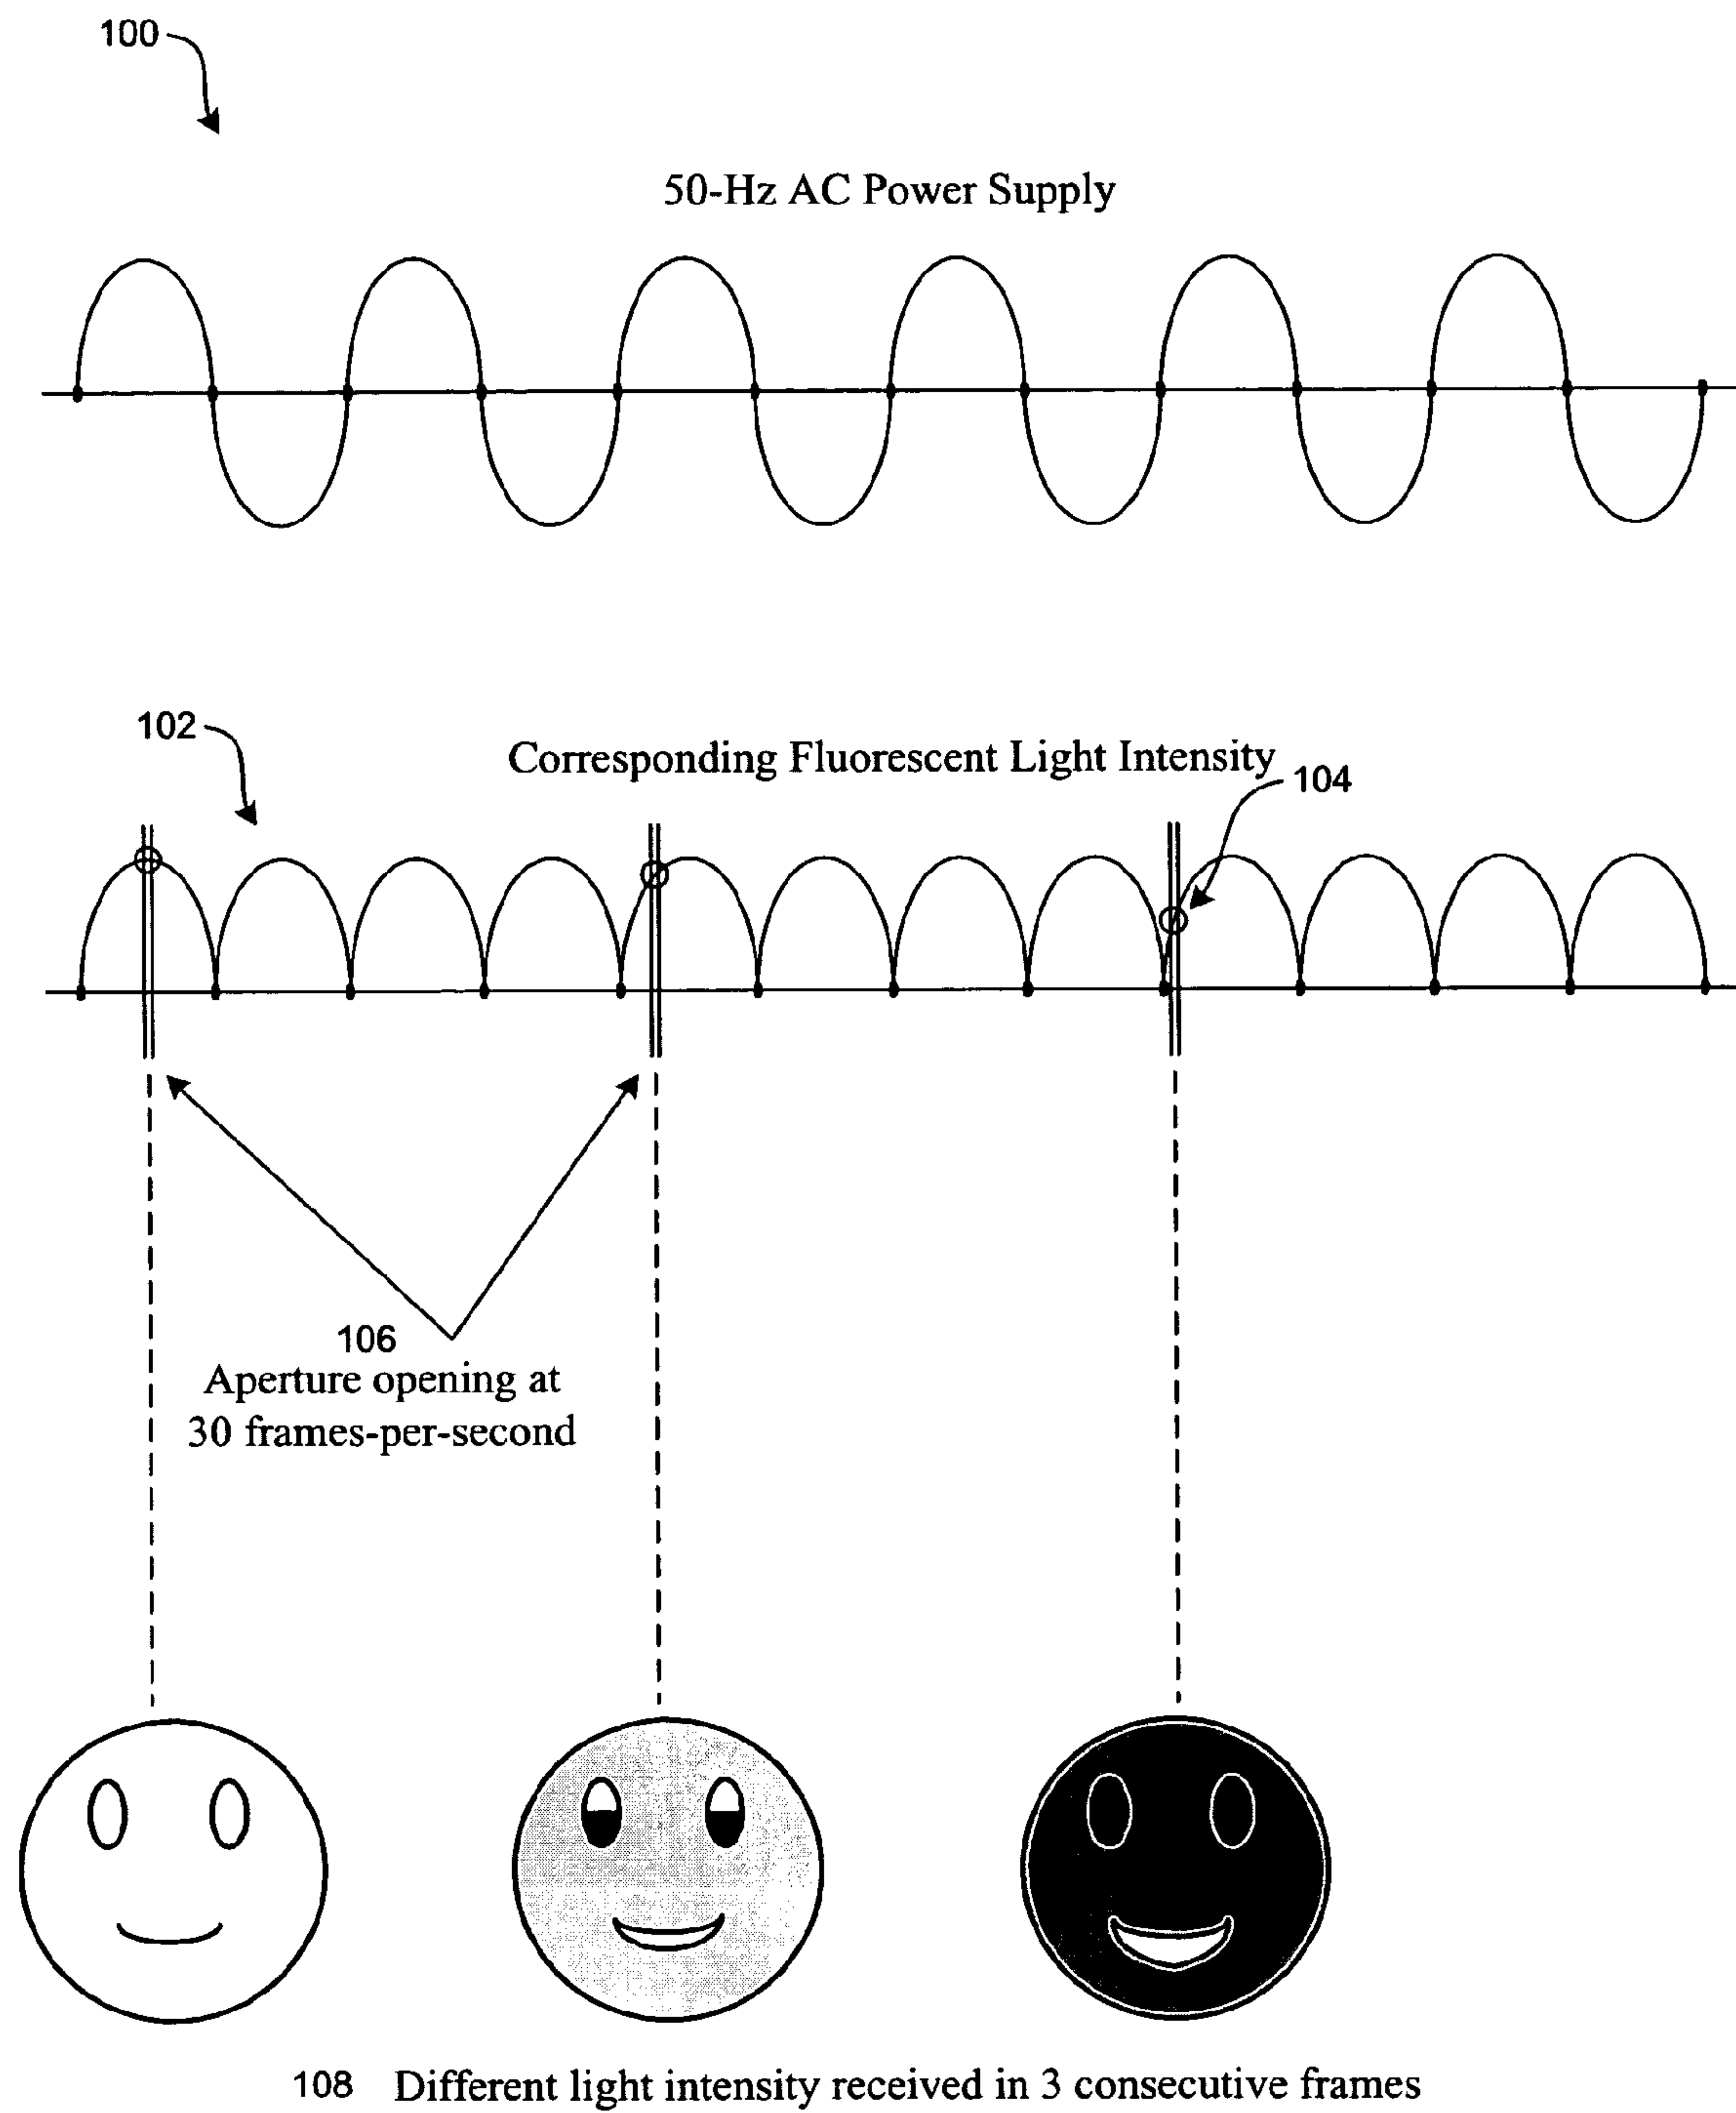 100
50-Hz AC Power Supply
102
Corresponding Fluorescent Light Intensity
104
106
Aperture opening at
30 frames-per-second
108 Different light intensity received in 3 consecutive frames